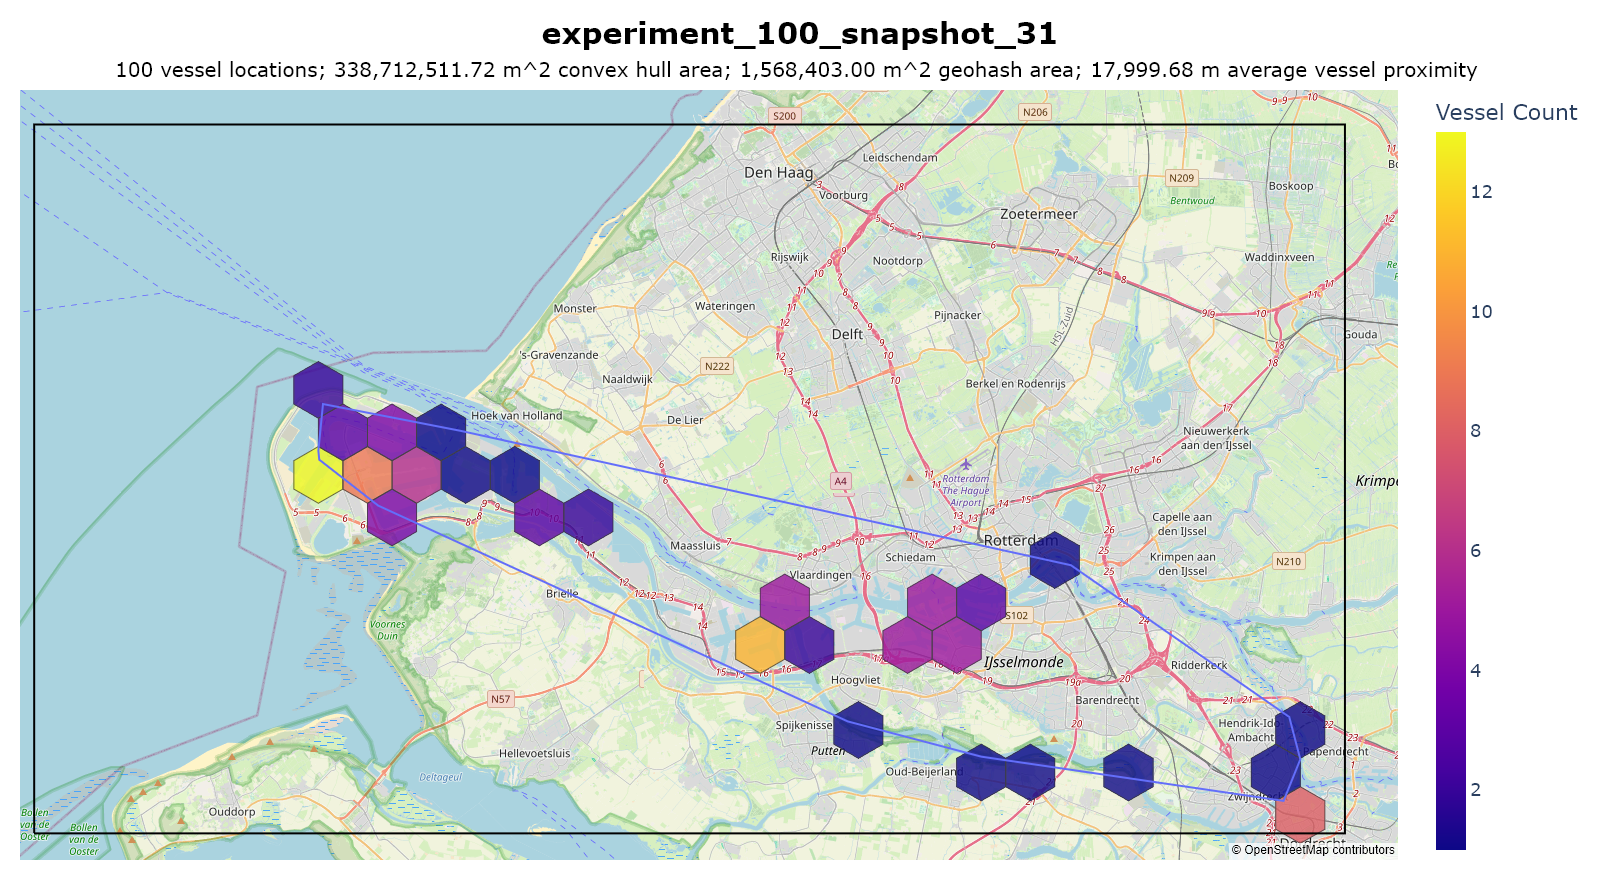 experiment_100_snapshot_31
100 vessel locations; 338,712,511.72 m^2 convex hull area; 1,568,403.00 m^2 geohash area; 17,999.68 m average vessel proximity
Vessel Count
12
10
8
6
4
2
S200
N206
Den Haag
Leidschendam
Voorburg
N209
Boskoop
Bentwoud
Zoetermeer
Rijswijk
Nootdorp
Waddinxveen
Monster
Wateringen
Pijnacker
HSL-Zuid
Delft
Gouda
's-Gravenzande
N222
Naaldwijk
Berkel en Rodenrijs
Hoek van Holland
De Lier
Nieuwerkerk
aan den IJssel
A4
Rotterdam
The Hague
Airport
Krimpe
Capelle aan
den IJssel
Maassluis
Schiedam
Rotterdam
Krimpen aan
den IJssel
N210
Vlaardingen
Brielle
S102
Voornes
Duin
IJsselmonde
Ridderkerk
Hoogvliet
N57
Barendrecht
Spijkenisse
Hendrik-Ido-
Ambacht
Hellevoetsluis
Putten
Papendrecht
Deltageul
Oud-Beijerland
Zwijndrecht
Ouddorp
Bollen
van de
Ooster
Bollen
van de
Ooster
© OpenStreetMap contributors